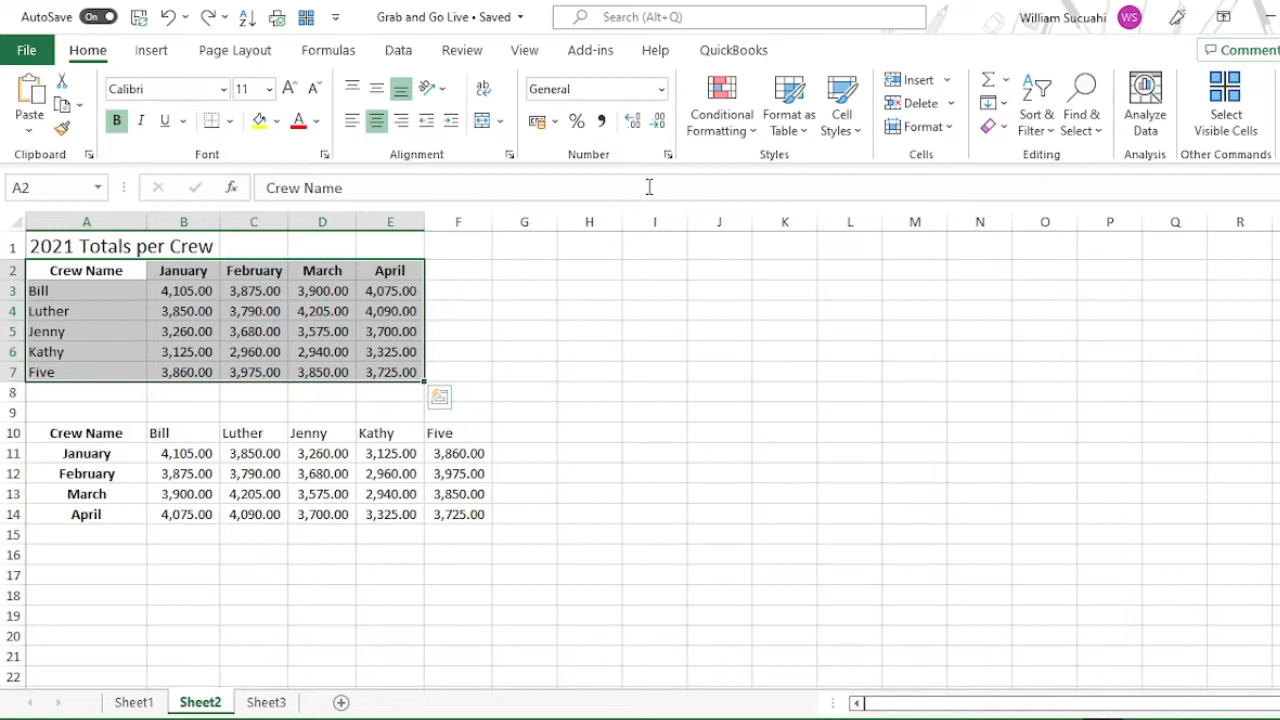 AutoSave On Grab and Go Live • Saved Search (Alt+Q) William Sucuahi WS
File Home Insert Page Layout Formulas Data Review View Add-ins Help QuickBooks Comment
Paste Calibri 11 B I U General Conditional Formatting Format as Table Cell Styles Insert Delete Format Sort & Filter Find & Select Analyze Data Select Visible Cells
Clipboard Font Alignment Number Styles Cells Editing Analysis Other Commands
A2 fx Crew Name
A B C D E F G H I J K L M N O P Q R
1 2021 Totals per Crew
2 Crew Name January February March April
3 Bill 4,105.00 3,875.00 3,900.00 4,075.00
4 Luther 3,850.00 3,790.00 4,205.00 4,090.00
5 Jenny 3,260.00 3,680.00 3,575.00 3,700.00
6 Kathy 3,125.00 2,960.00 2,940.00 3,325.00
7 Five 3,860.00 3,975.00 3,850.00 3,725.00
8
9
10 Crew Name Bill Luther Jenny Kathy Five
11 January 4,105.00 3,850.00 3,260.00 3,125.00 3,860.00
12 February 3,875.00 3,790.00 3,680.00 2,960.00 3,975.00
13 March 3,900.00 4,205.00 3,575.00 2,940.00 3,850.00
14 April 4,075.00 4,090.00 3,700.00 3,325.00 3,725.00
15
16
17
18
19
20
21
22
Sheet1 Sheet2 Sheet3